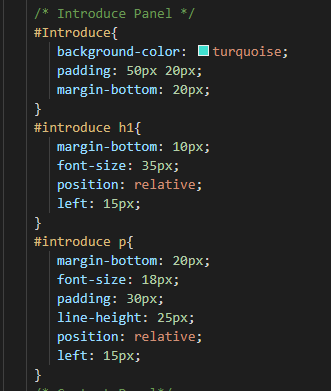 /* Introduce Panel */
#Introduce{
background-color: turquoise;
padding: 50px 20px;
margin-bottom: 20px;
}
#introduce h1{
margin-bottom: 10px;
font-size: 35px;
position: relative;
left: 15px;
}
#introduce p{
margin-bottom: 20px;
font-size: 18px;
padding: 30px;
line-height: 25px;
position: relative;
left: 15px;
}